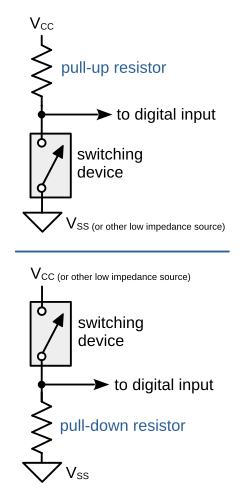 VCC
pull-up resistor
to digital input
switching
device
VSS (or other low impedance source)
VCC (or other low impedance source)
switching
device
to digital input
pull-down resistor
VSS